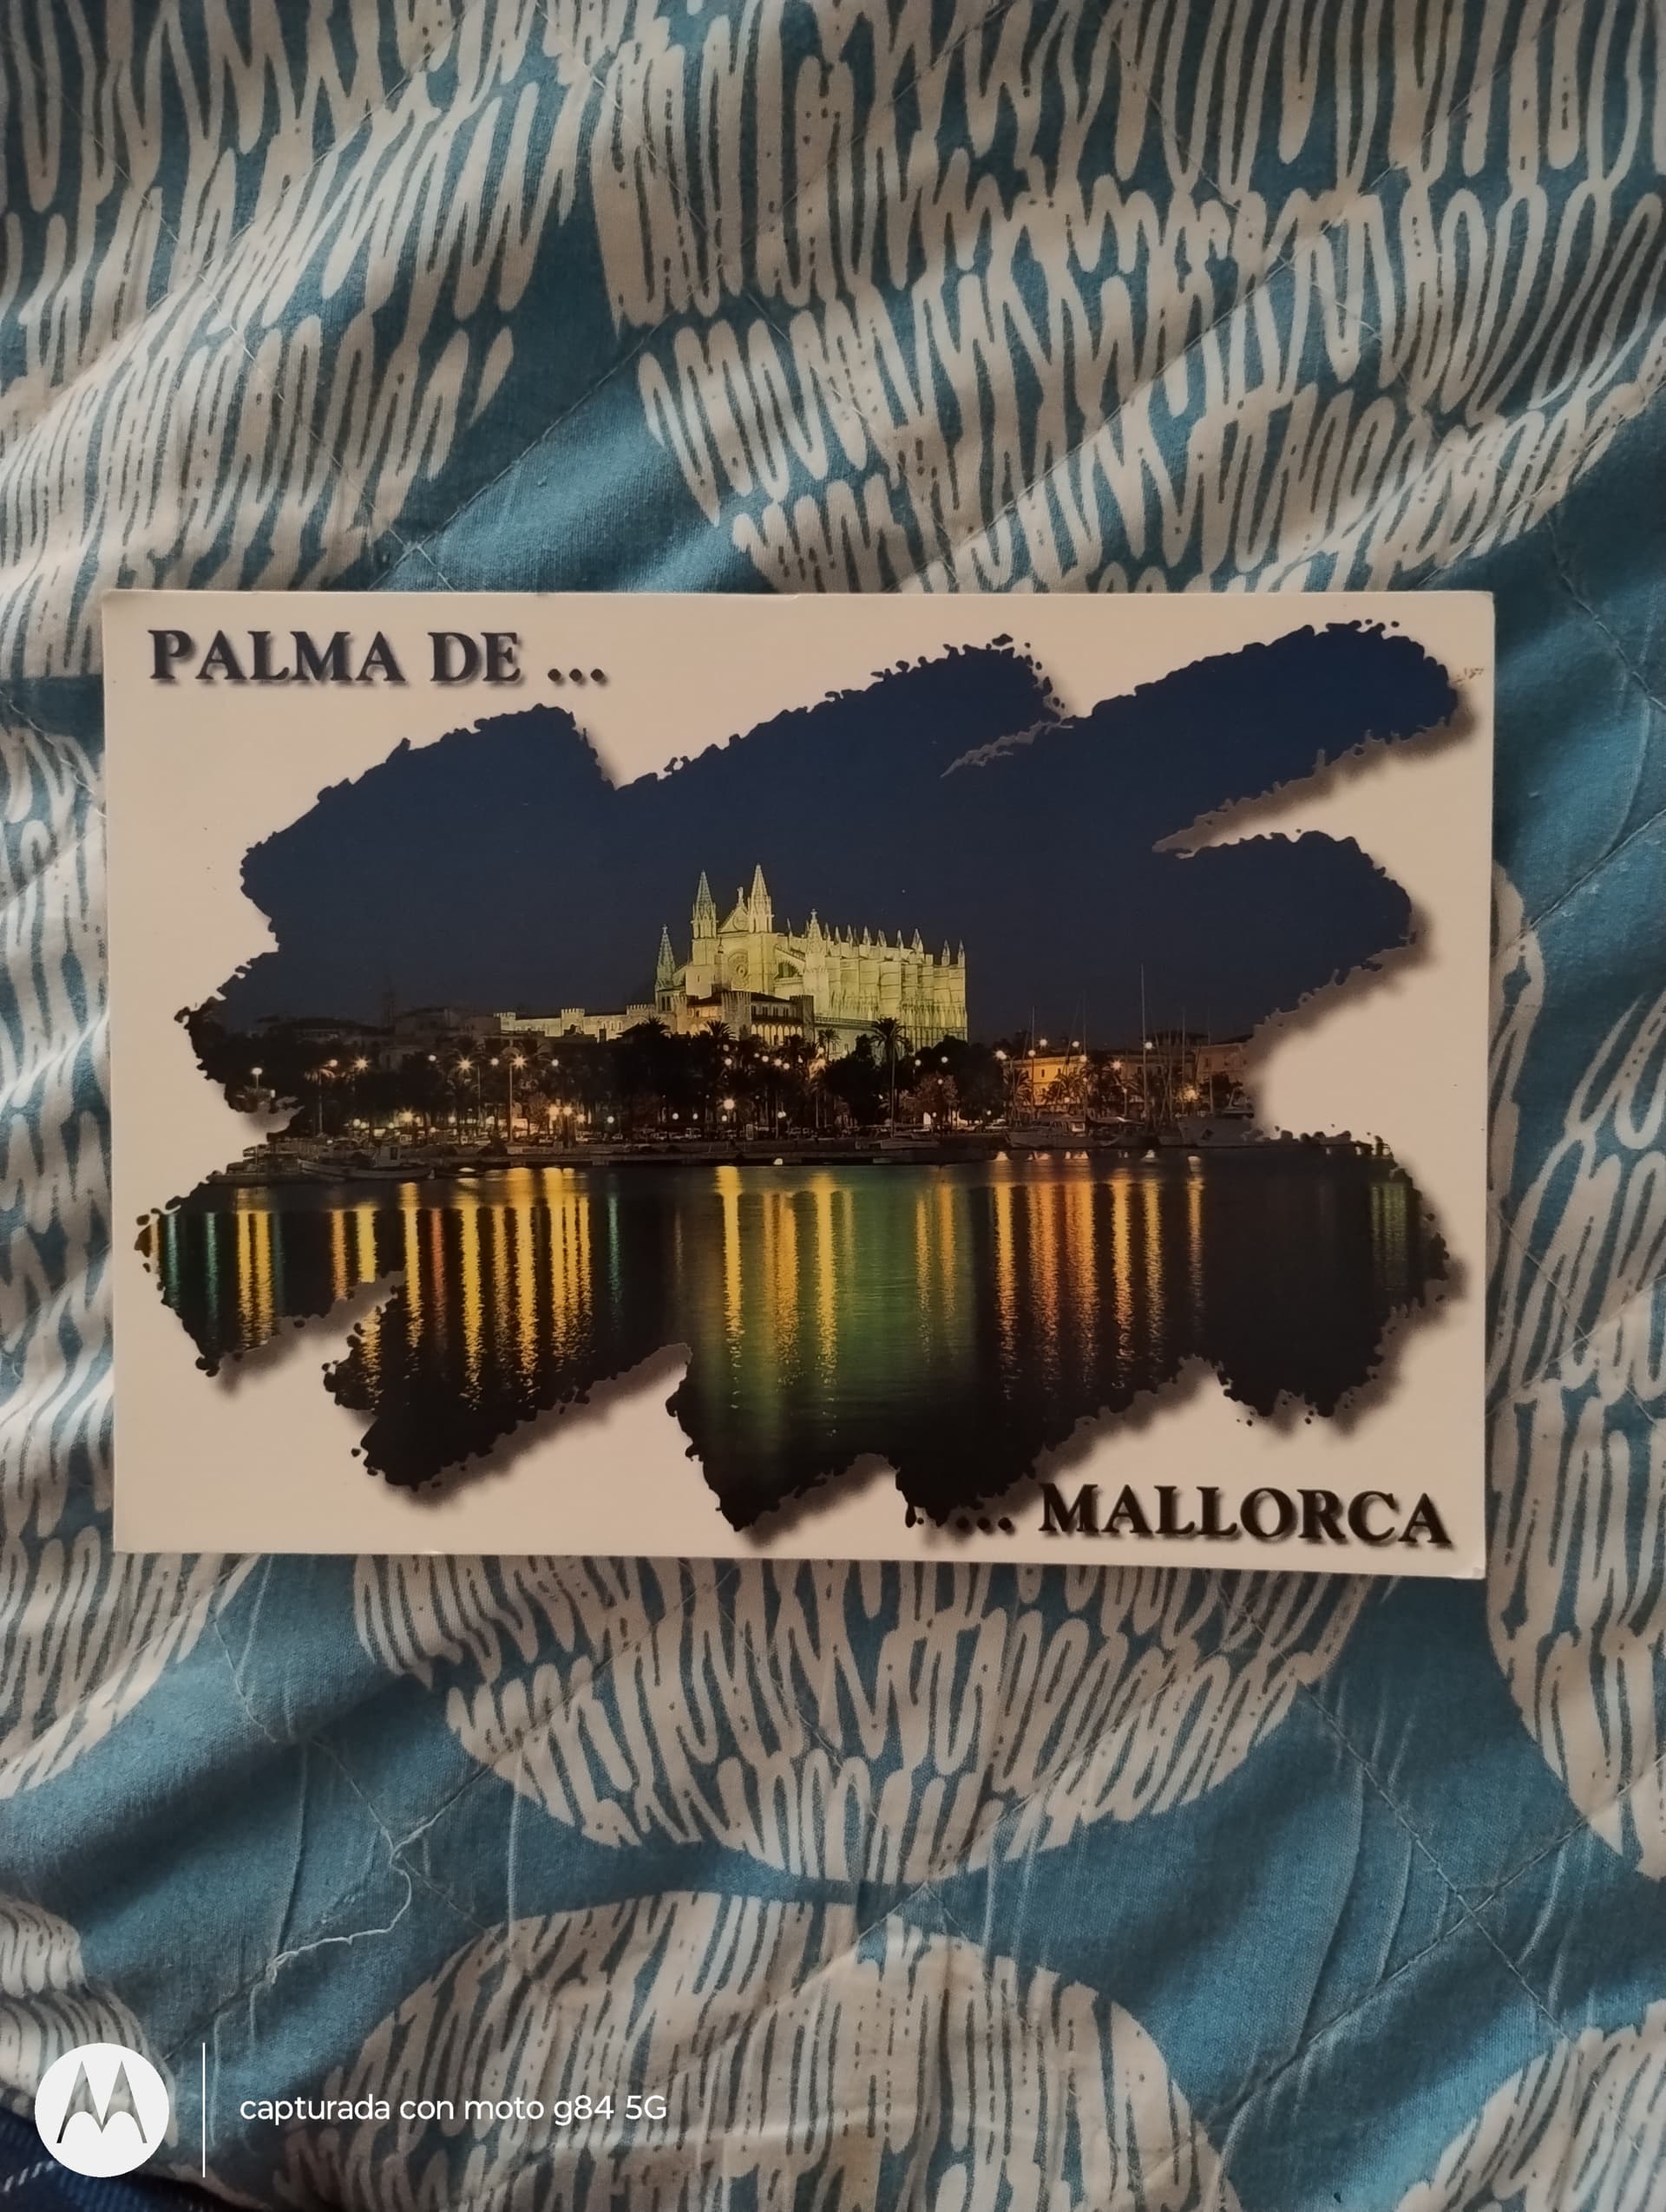 PALMA DE ...
... MALLORCA
capturada con moto g84 5G